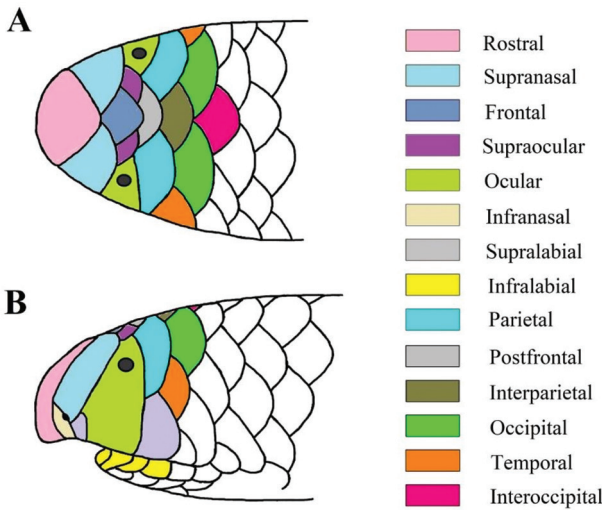 A
Rostral
Supranasal
Frontal
Supraocular
Ocular
Infranasal
Supralabial
Infralabial
Parietal
Postfrontal
Interparietal
Occipital
Temporal
Interoccipital
B